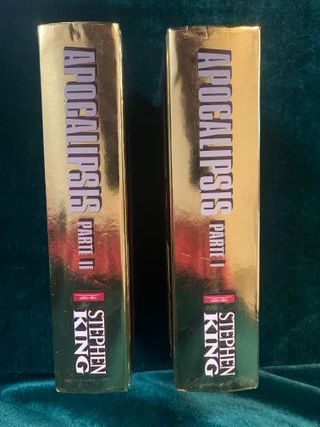 APOCALIPSIS
PARTE II
STEPHEN
KING
APOCALIPSIS
PARTE I
STEPHEN
KING